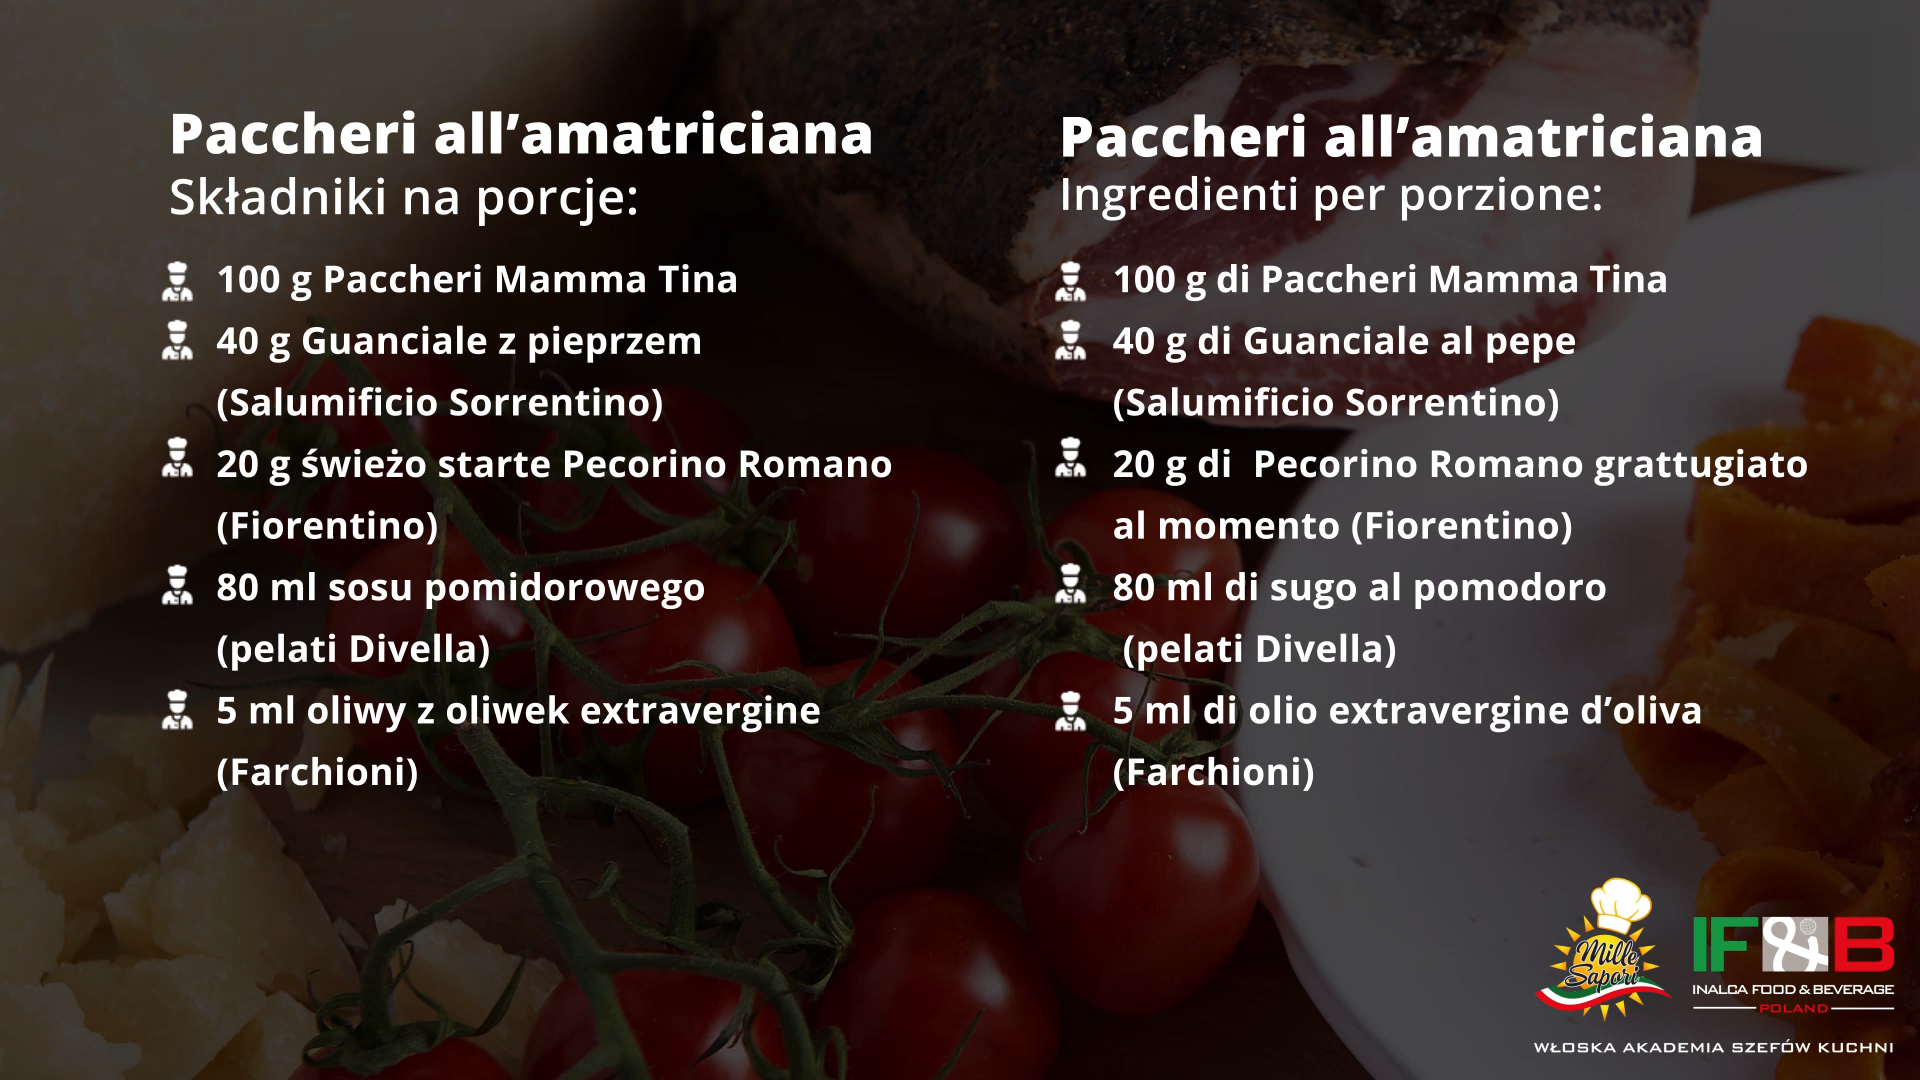 Paccheri all’amatriciana
Składniki na porcje:
100 g Paccheri Mamma Tina
40 g Guanciale z pieprzem
(Salumificio Sorrentino)
20 g świeżo starte Pecorino Romano
(Fiorentino)
80 ml sosu pomidorowego
(pelati Divella)
5 ml oliwy z oliwek extravergine
(Farchioni)
Paccheri all’amatriciana
Ingredienti per porzione:
100 g di Paccheri Mamma Tina
40 g di Guanciale al pepe
(Salumificio Sorrentino)
20 g di Pecorino Romano grattugiato
al momento (Fiorentino)
80 ml di sugo al pomodoro
(pelati Divella)
5 ml di olio extravergine d’oliva
(Farchioni)
Mille
Sapori
IF&B
INALCA FOOD & BEVERAGE
POLAND
WŁOSKA AKADEMIA SZEFÓW KUCHNI